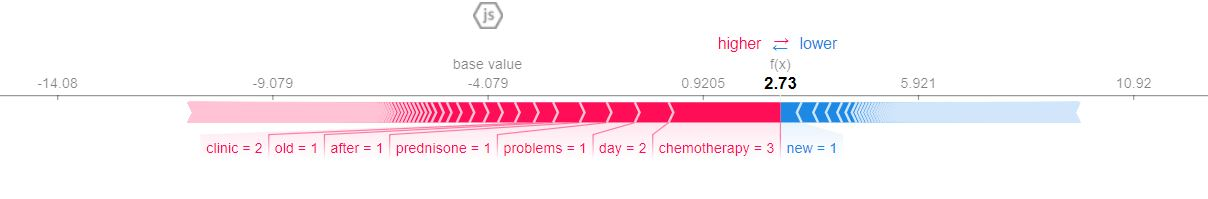 js
higher ⇄ lower
base value f(x)
-14.08 -9.079 -4.079 0.9205 2.73 5.921 10.92
clinic = 2 old = 1 after = 1 prednisone = 1 problems = 1 day = 2 chemotherapy = 3 new = 1